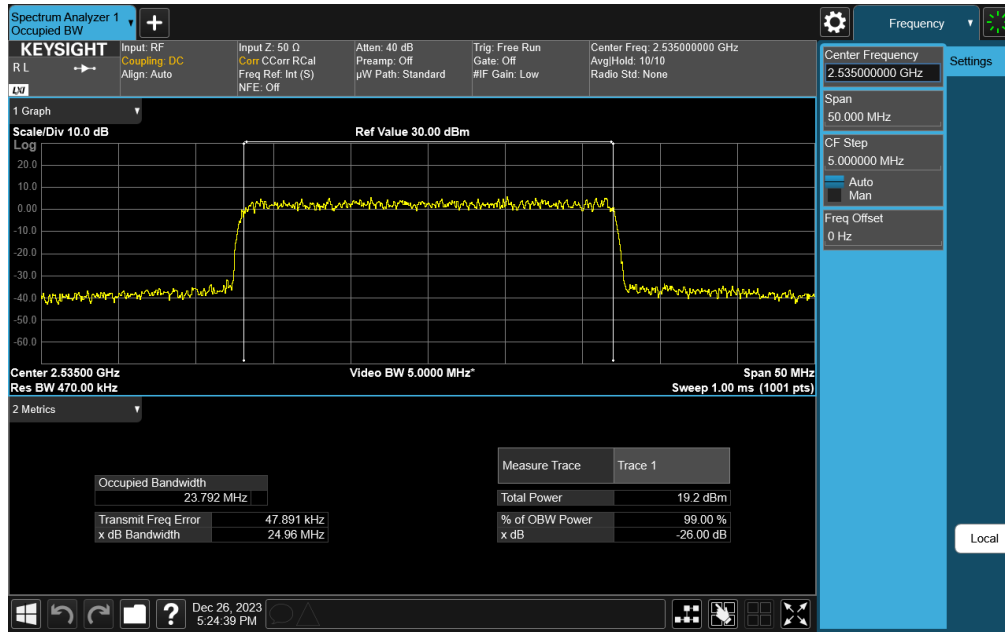 Spectrum Analyzer 1
Occupied BW
Frequency
KEYSIGHT
RL
LXI
Input: RF
Coupling: DC
Align: Auto
Input Z: 50 Ω
Corr CCorr RCal
Freq Ref: Int (S)
NFE: Off
Atten: 40 dB
Preamp: Off
µW Path: Standard
Trig: Free Run
Gate: Off
#IF Gain: Low
Center Freq: 2.535000000 GHz
Avg|Hold: 10/10
Radio Std: None
Center Frequency
2.535000000 GHz
Settings
Span
50.000 MHz
CF Step
5.000000 MHz
Auto
Man
Freq Offset
0 Hz
Local
1 Graph
Scale/Div 10.0 dB
Ref Value 30.00 dBm
Log
20.0
10.0
0.00
-10.0
-20.0
-30.0
-40.0
-50.0
-60.0
Center 2.53500 GHz
Video BW 5.0000 MHz*
Span 50 MHz
Res BW 470.00 kHz
Sweep 1.00 ms (1001 pts)
2 Metrics
Measure Trace
Trace 1
Occupied Bandwidth
23.792 MHz
Total Power
19.2 dBm
Transmit Freq Error
47.891 kHz
% of OBW Power
99.00 %
x dB Bandwidth
24.96 MHz
x dB
-26.00 dB
?
Dec 26, 2023
5:24:39 PM